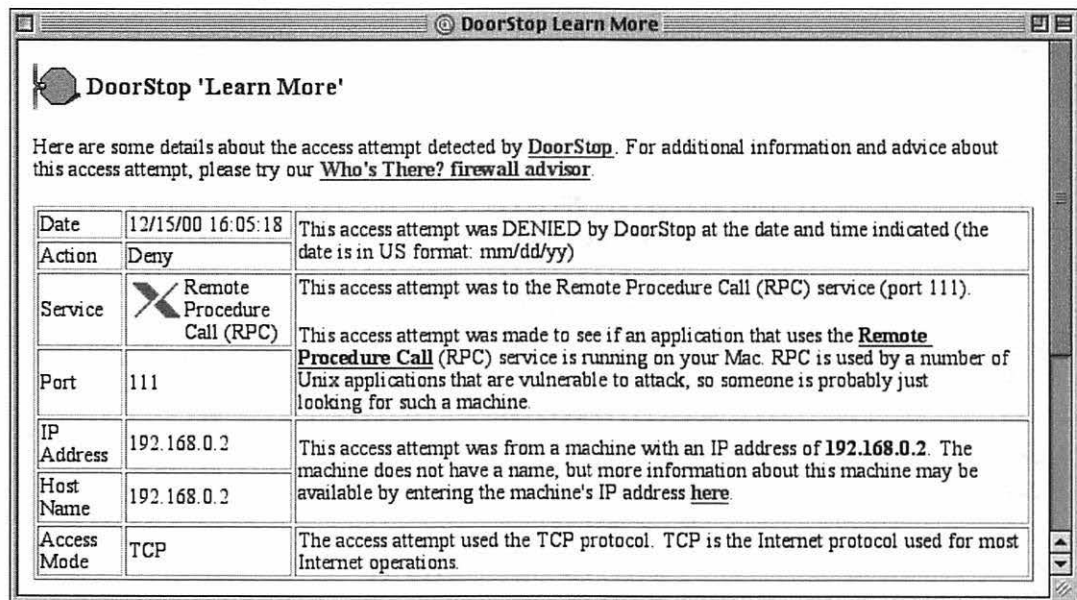 DoorStop Learn More
DoorStop 'Learn More'
Here are some details about the access attempt detected by DoorStop. For additional information and advice about
this access attempt, please try our Who's There? firewall advisor.
Date
12/15/00 16:05:18
This access attempt was DENIED by DoorStop at the date and time indicated (the
date is in US format: mm/dd/yy)
Action
Deny
Service
Remote
Procedure
Call (RPC)
This access attempt was to the Remote Procedure Call (RPC) service (port 111).
This access attempt was made to see if an application that uses the Remote
Procedure Call (RPC) service is running on your Mac. RPC is used by a number of
Unix applications that are vulnerable to attack, so someone is probably just
looking for such a machine.
Port
111
IP
Address
192.168.0.2
This access attempt was from a machine with an IP address of 192.168.0.2. The
machine does not have a name, but more information about this machine may be
available by entering the machine's IP address here.
Host
Name
192.168.0.2
Access
Mode
TCP
The access attempt used the TCP protocol. TCP is the Internet protocol used for most
Internet operations.